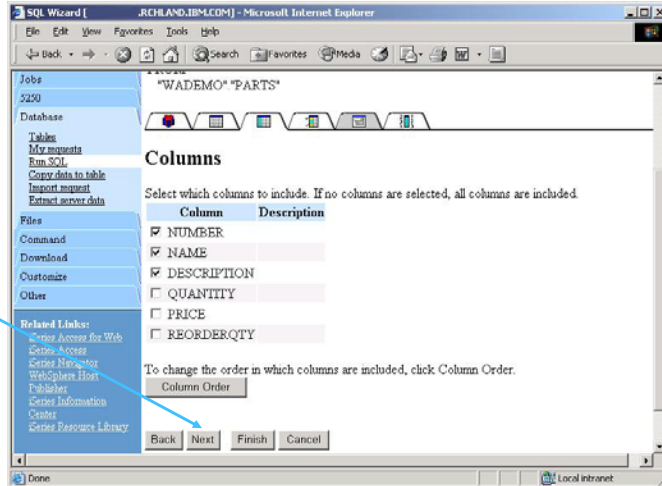 SQL Wizard [ .RCHLAND.IBM.COM] - Microsoft Internet Explorer
File Edit View Favorites Tools Help
Back Search Favorites Media
Jobs
5250
Database
Tables
My requests
Run SQL
Copy data to table
Import request
Extract server data
Files
Command
Download
Customize
Other
Related Links:
iSeries Access for Web
iSeries Access
iSeries Navigator
WebSphere Host
Publisher
iSeries Information
Center
iSeries Resource Library
FROM
"WADEMO"."PARTS"
Columns
Select which columns to include. If no columns are selected, all columns are included.
Column Description
NUMBER
NAME
DESCRIPTION
QUANTITY
PRICE
REORDERQTY
To change the order in which columns are included, click Column Order.
Column Order
Back Next Finish Cancel
Done Local intranet